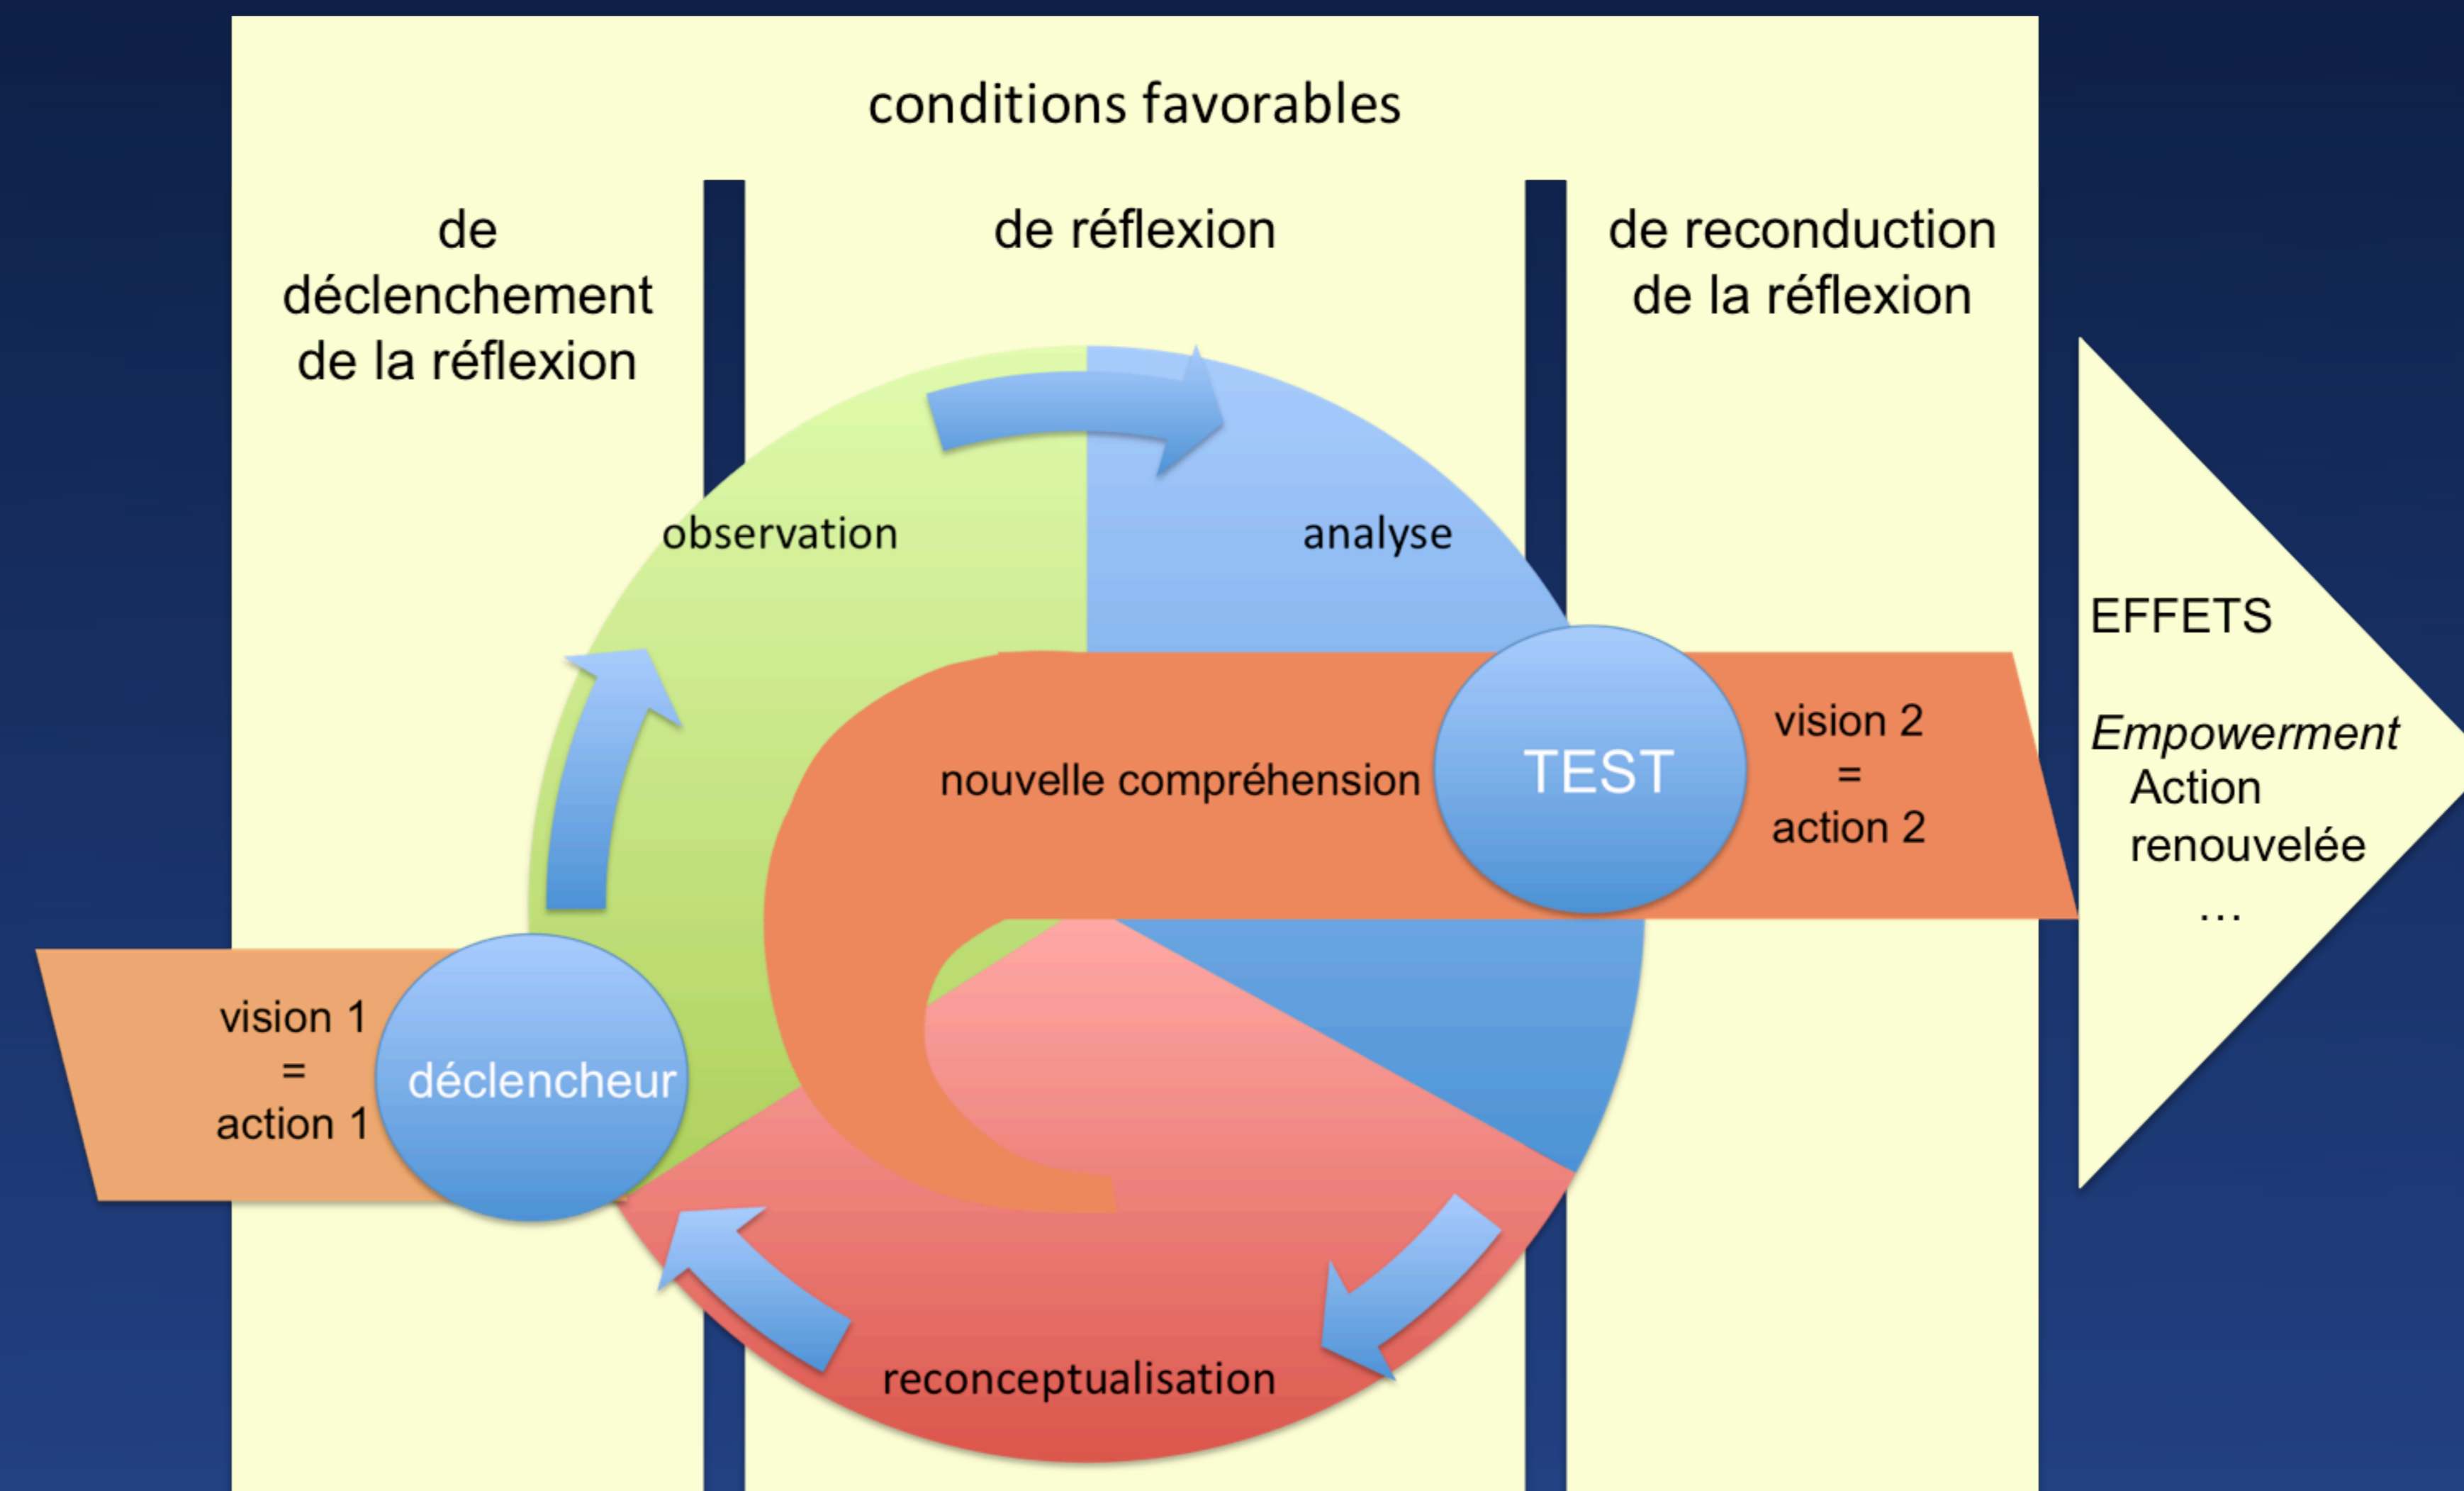 conditions favorables
de
déclenchement
de la réflexion
de réflexion
de reconduction
de la réflexion
observation
analyse
nouvelle compréhension
TEST
vision 2
=
action 2
vision 1
=
action 1
déclencheur
reconceptualisation
EFFETS
Empowerment
Action
renouvelée
...